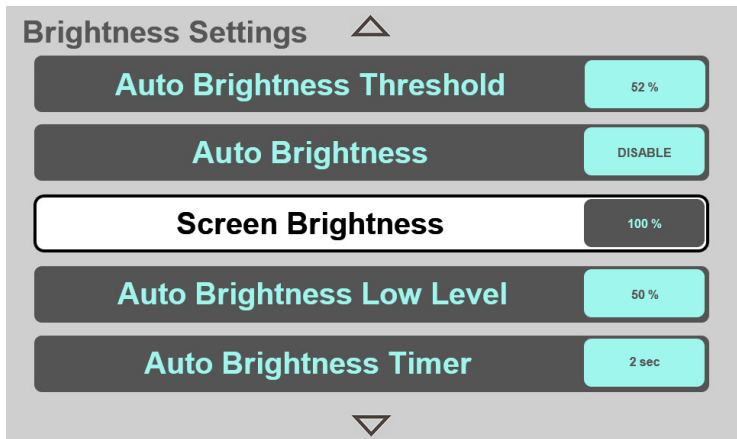 Brightness Settings
Auto Brightness Threshold 52 %
Auto Brightness DISABLE
Screen Brightness 100 %
Auto Brightness Low Level 50 %
Auto Brightness Timer 2 sec